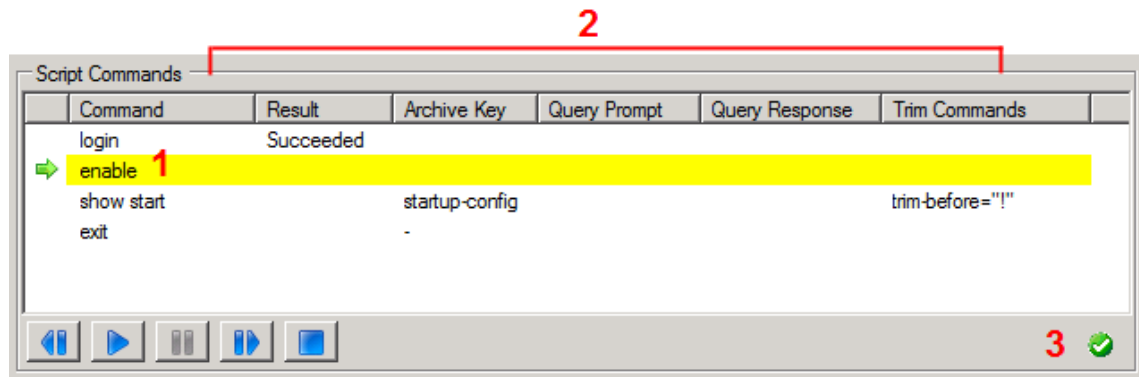 2
Script Commands
Command Result Archive Key Query Prompt Query Response Trim Commands
login Succeeded
enable 1
show start startup-config trim-before="!"
exit -
3